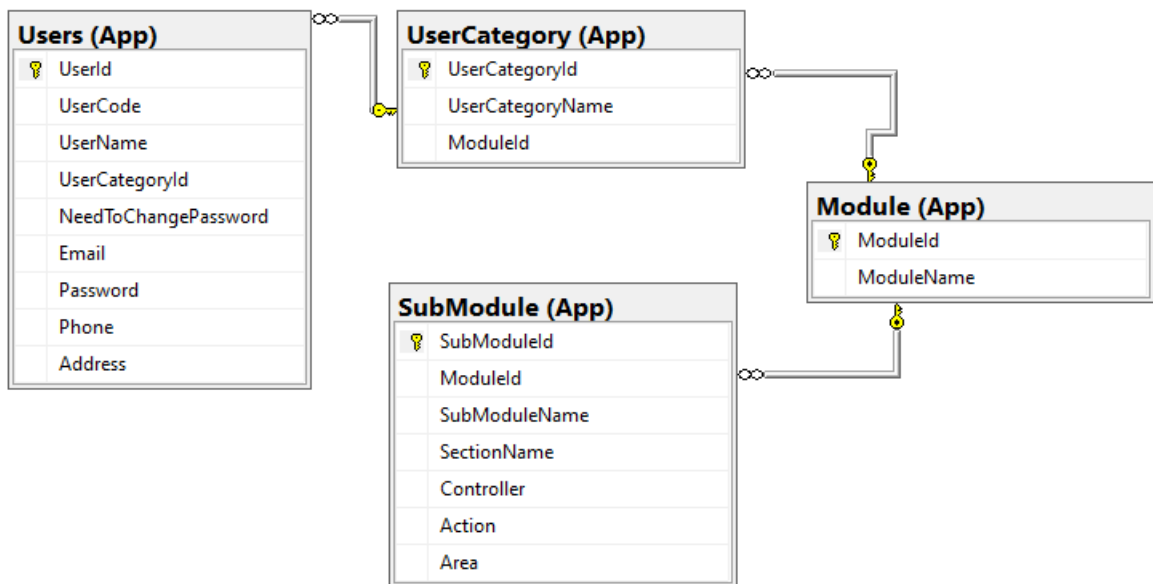 Users (App)
UserId
UserCode
UserName
UserCategoryId
NeedToChangePassword
Email
Password
Phone
Address
UserCategory (App)
UserCategoryId
UserCategoryName
ModuleId
Module (App)
ModuleId
ModuleName
SubModule (App)
SubModuleId
ModuleId
SubModuleName
SectionName
Controller
Action
Area